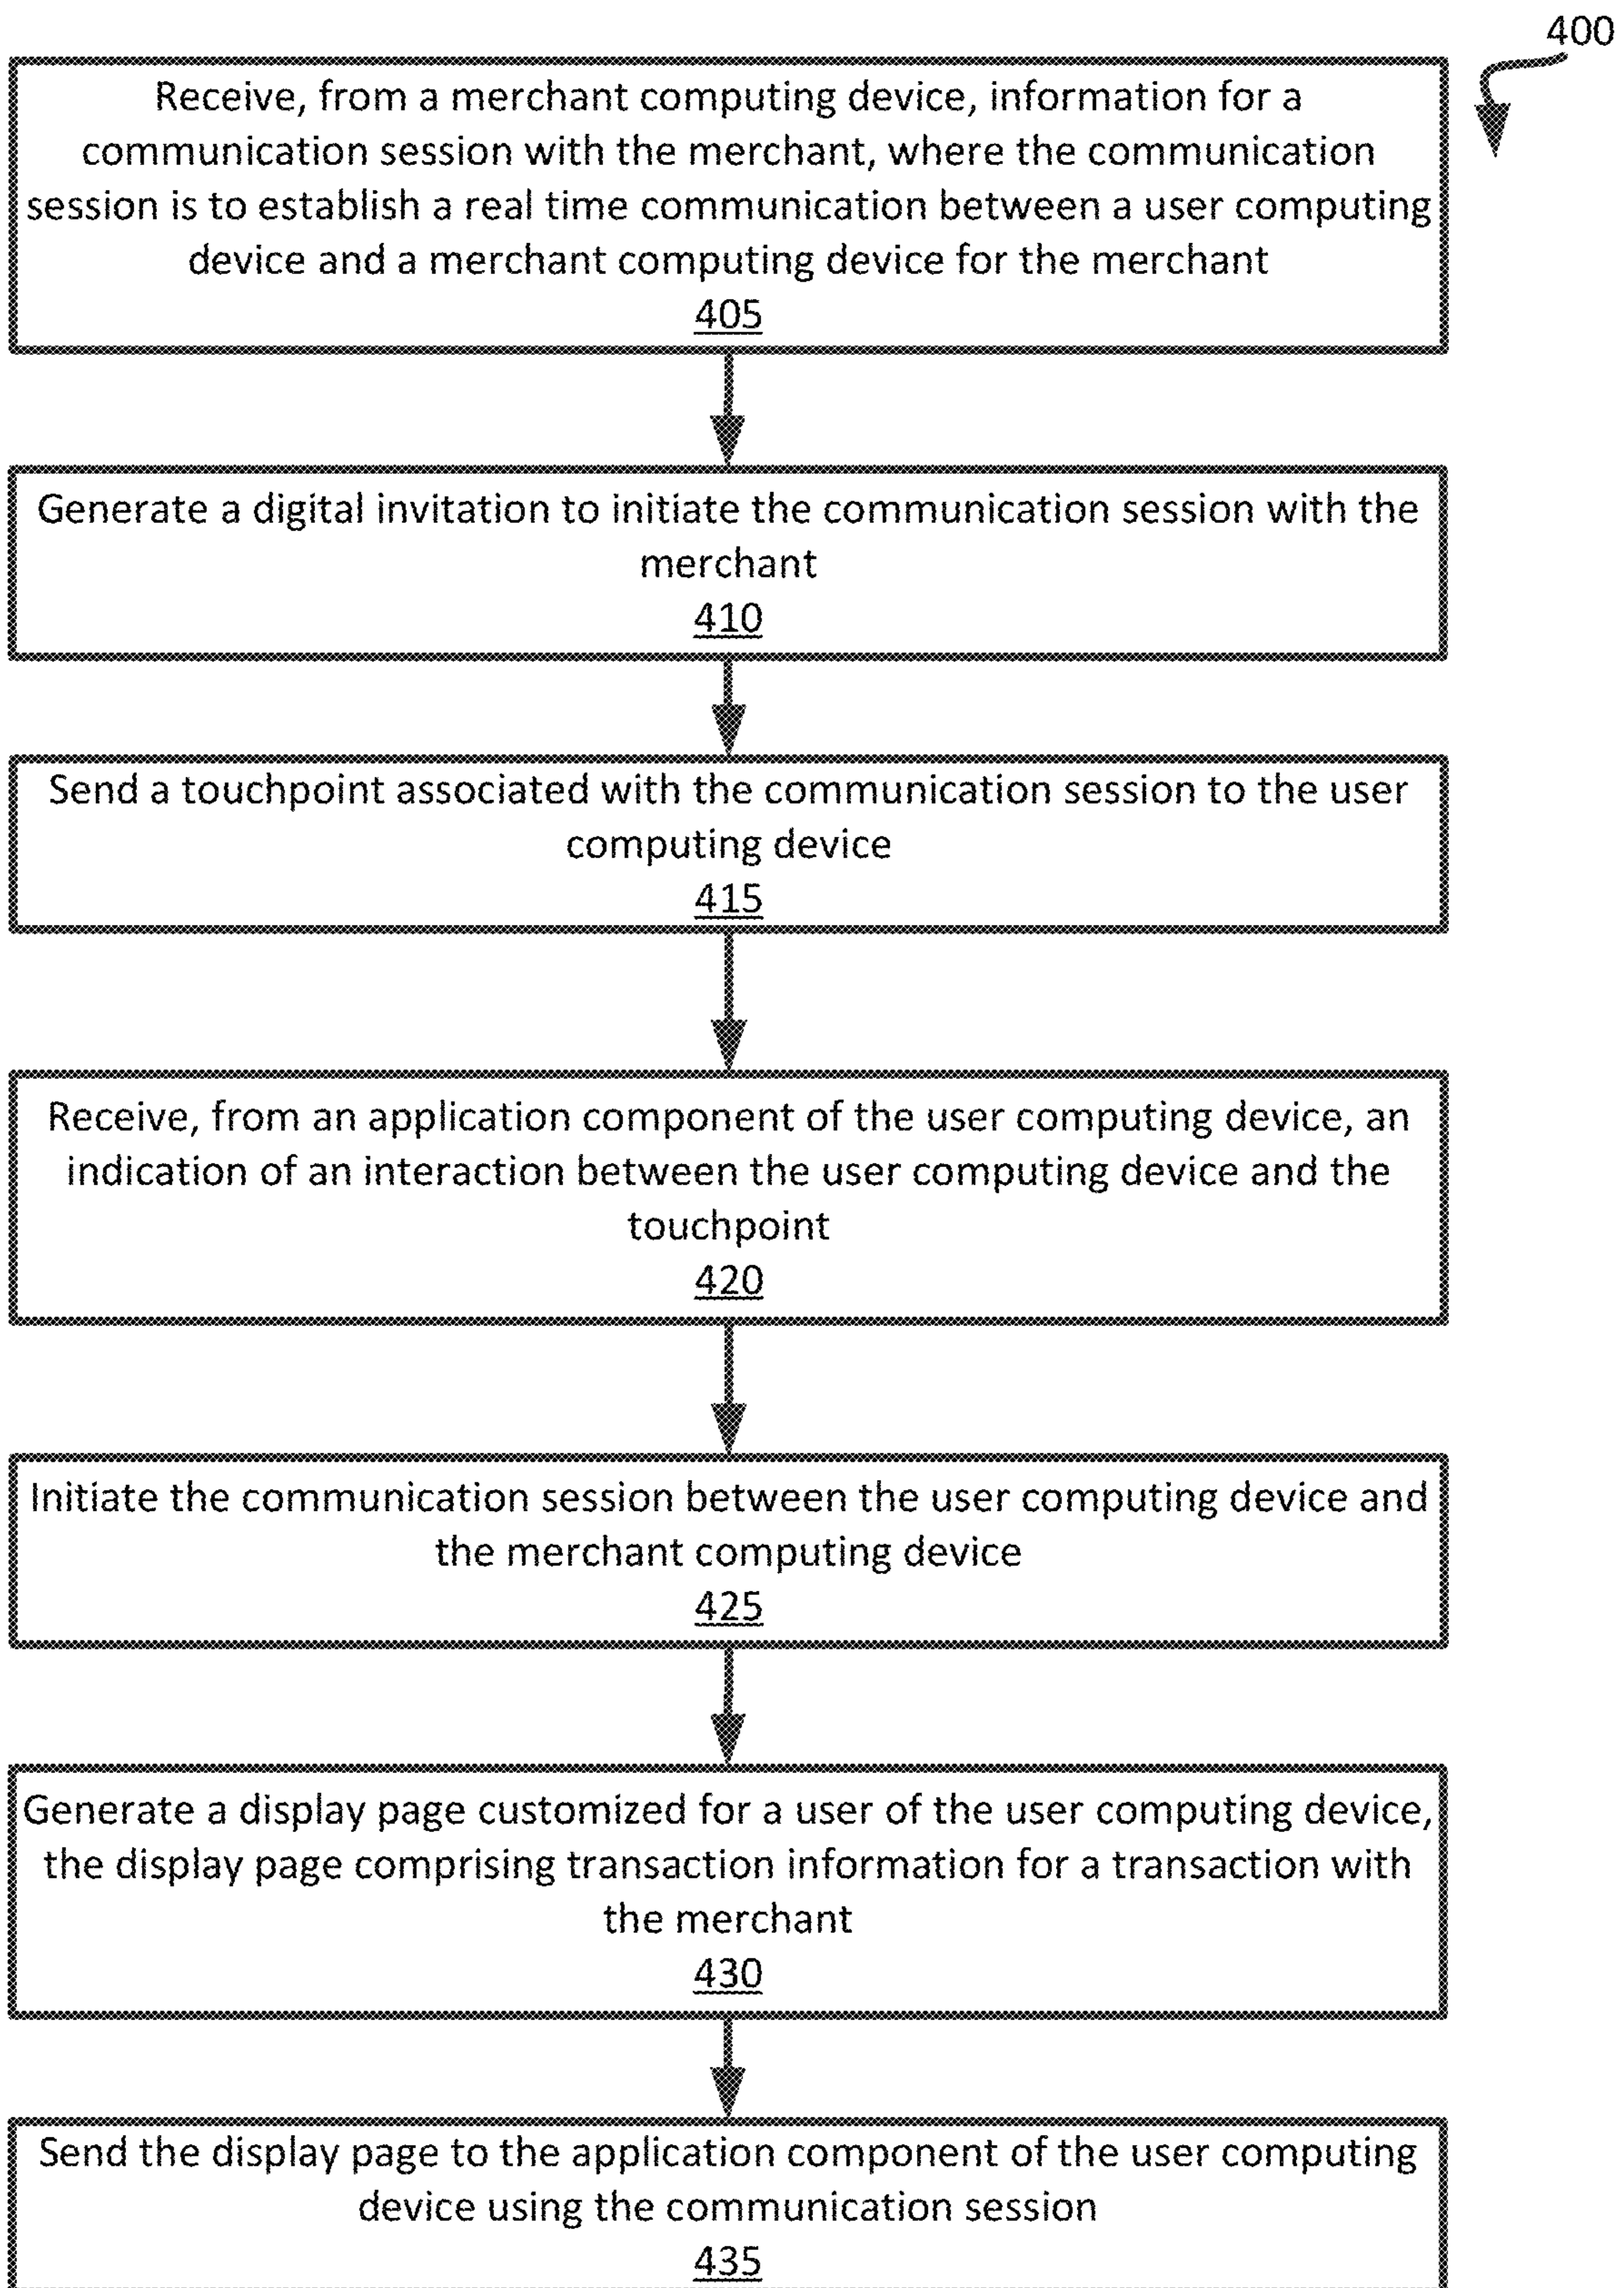 400
Receive, from a merchant computing device, information for a
communication session with the merchant, where the communication
session is to establish a real time communication between a user computing
device and a merchant computing device for the merchant
405
Generate a digital invitation to initiate the communication session with the
merchant
410
Send a touchpoint associated with the communication session to the user
computing device
415
Receive, from an application component of the user computing device, an
indication of an interaction between the user computing device and the
touchpoint
420
Initiate the communication session between the user computing device and
the merchant computing device
425
Generate a display page customized for a user of the user computing device,
the display page comprising transaction information for a transaction with
the merchant
430
Send the display page to the application component of the user computing
device using the communication session
435